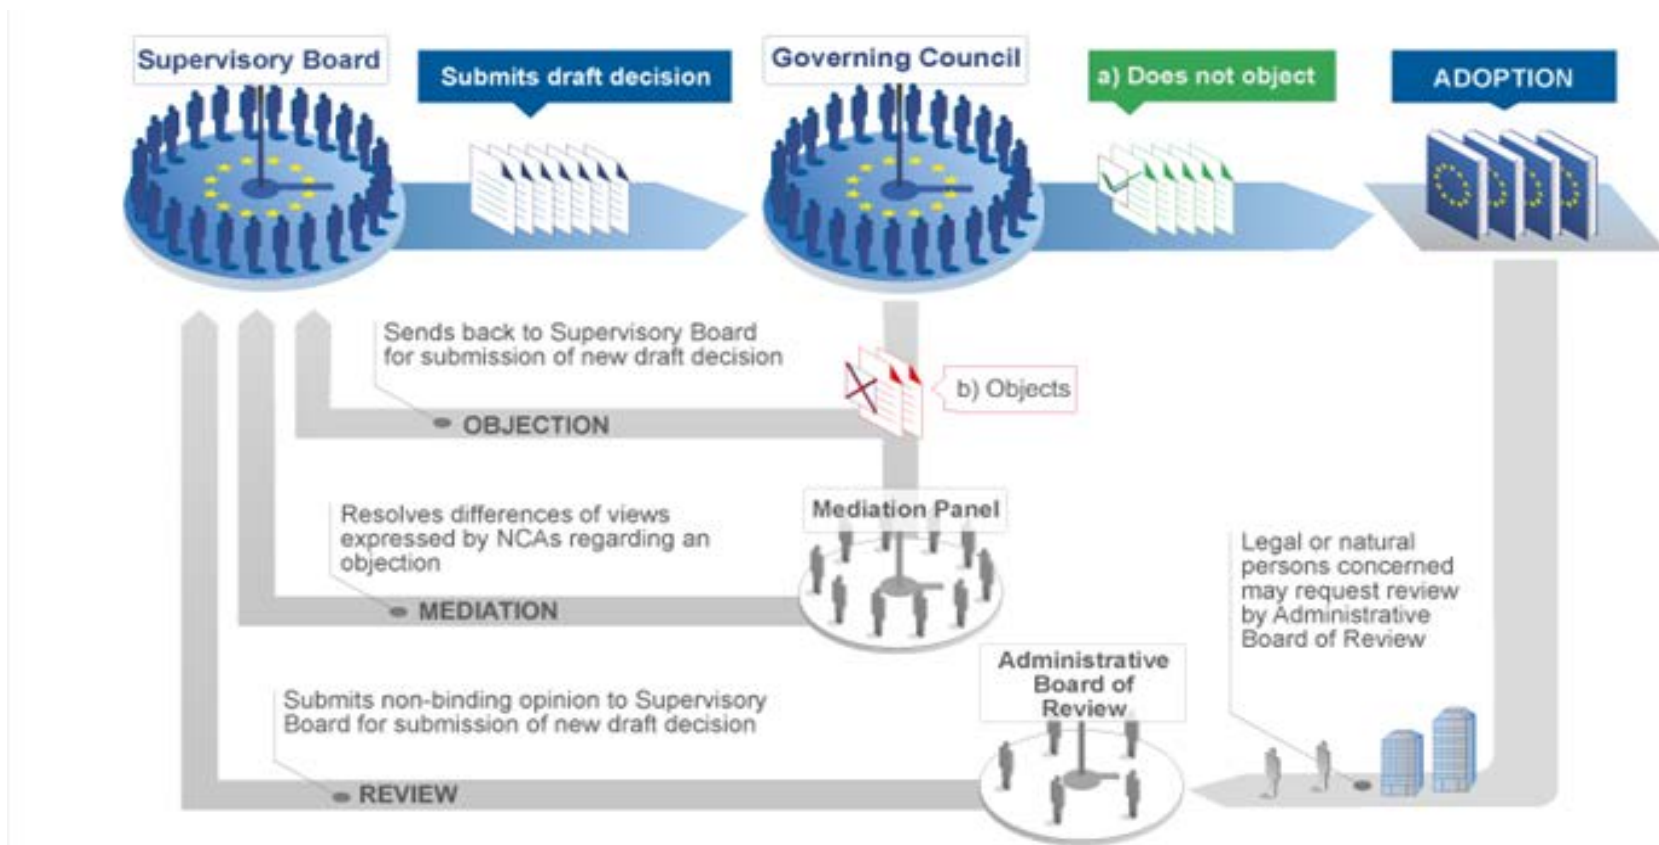 Supervisory Board
Submits draft decision
Governing Council
a) Does not object
ADOPTION
Sends back to Supervisory Board
for submission of new draft decision
b) Objects
OBJECTION
Mediation Panel
Resolves differences of views
expressed by NCAs regarding an
objection
MEDIATION
Legal or natural
persons concerned
may request review
by Administrative
Board of Review
Administrative
Board of
Review
Submits non-binding opinion to Supervisory
Board for submission of new draft decision
REVIEW